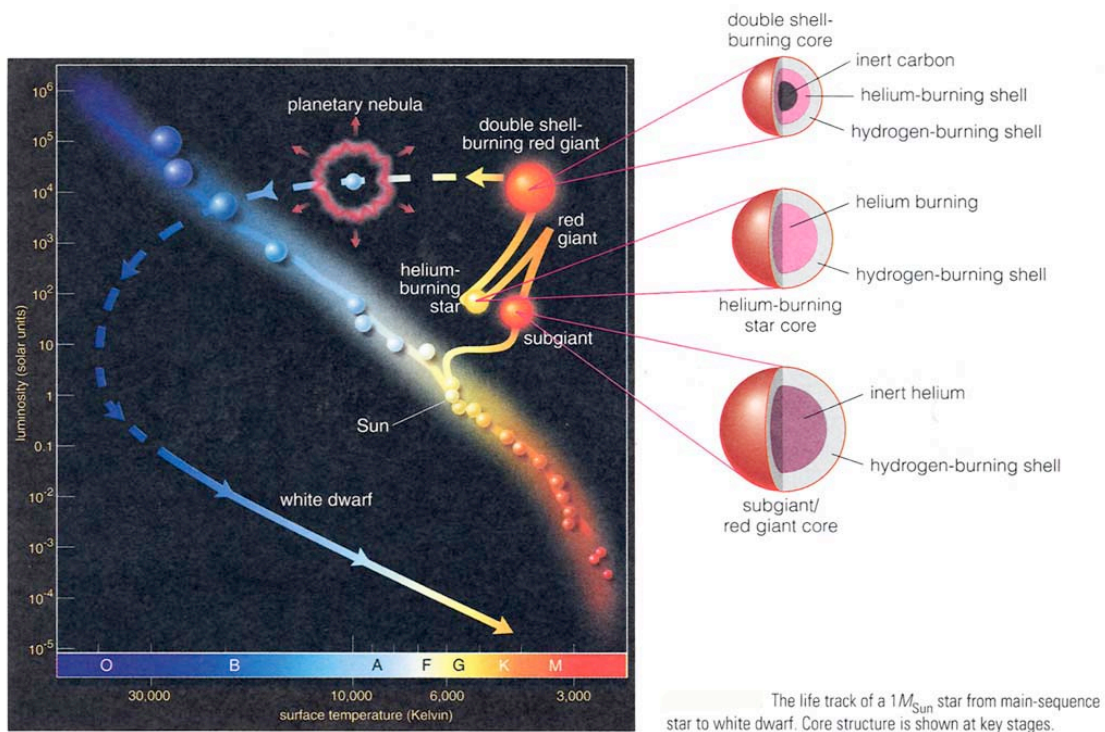 double shell-
burning core
inert carbon
helium-burning shell
hydrogen-burning shell
planetary nebula
double shell-
burning red giant
red
giant
helium-
burning
star
subgiant
Sun
white dwarf
helium burning
hydrogen-burning shell
helium-burning
star core
inert helium
hydrogen-burning shell
subgiant/
red giant core
luminosity (solar units)
10⁶
10⁵
10⁴
10³
10²
10
1
0.1
10⁻²
10⁻³
10⁻⁴
10⁻⁵
O B A F G K M
30,000 10,000 6,000 3,000
surface temperature (Kelvin)
The life track of a 1M_Sun star from main-sequence
star to white dwarf. Core structure is shown at key stages.